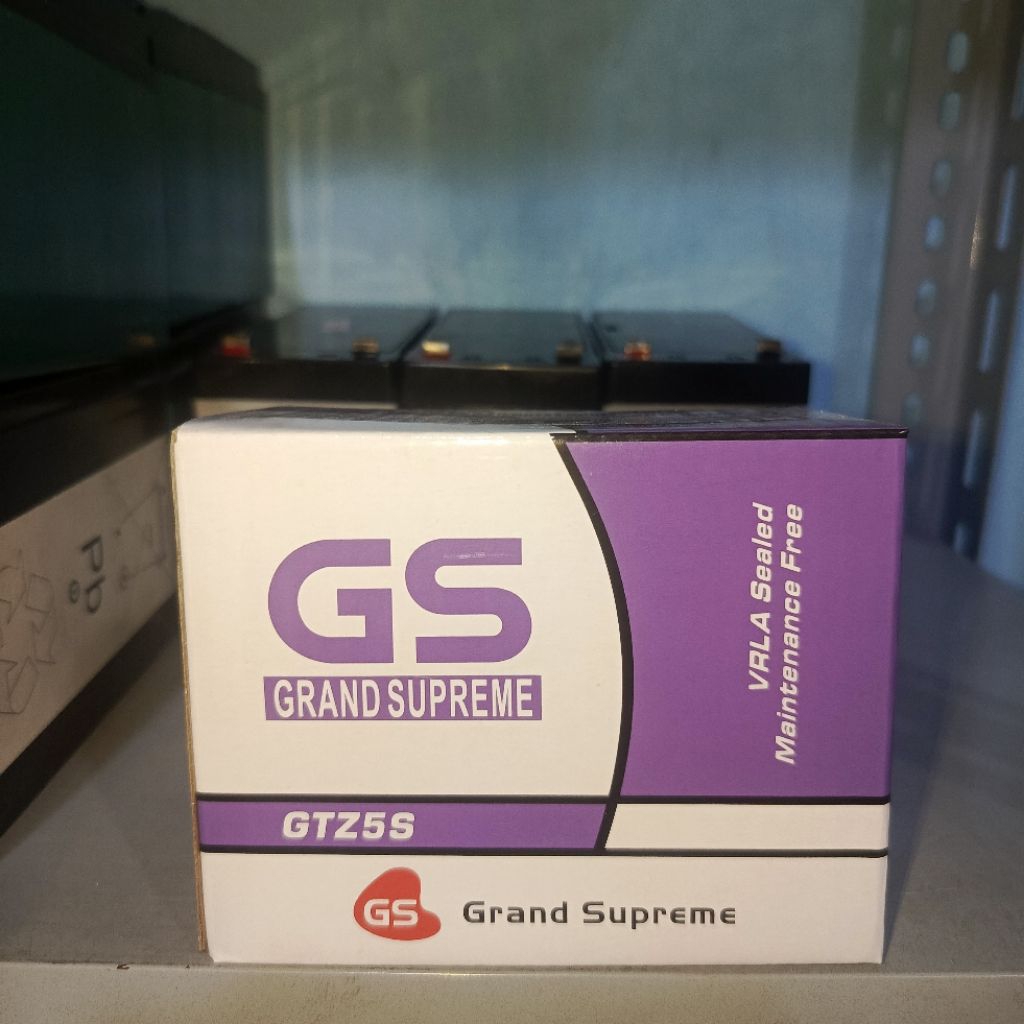 GS
GRAND SUPREME
VRLA Sealed
Maintenance Free
GTZ5S
GS Grand Supreme
Pb